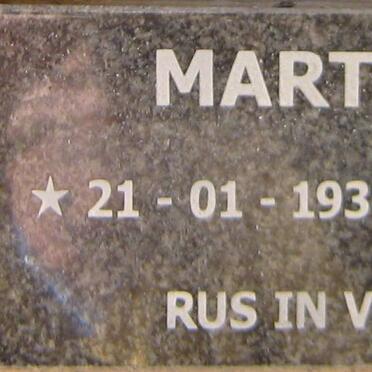 MART
★ 21 - 01 - 193
RUS IN V